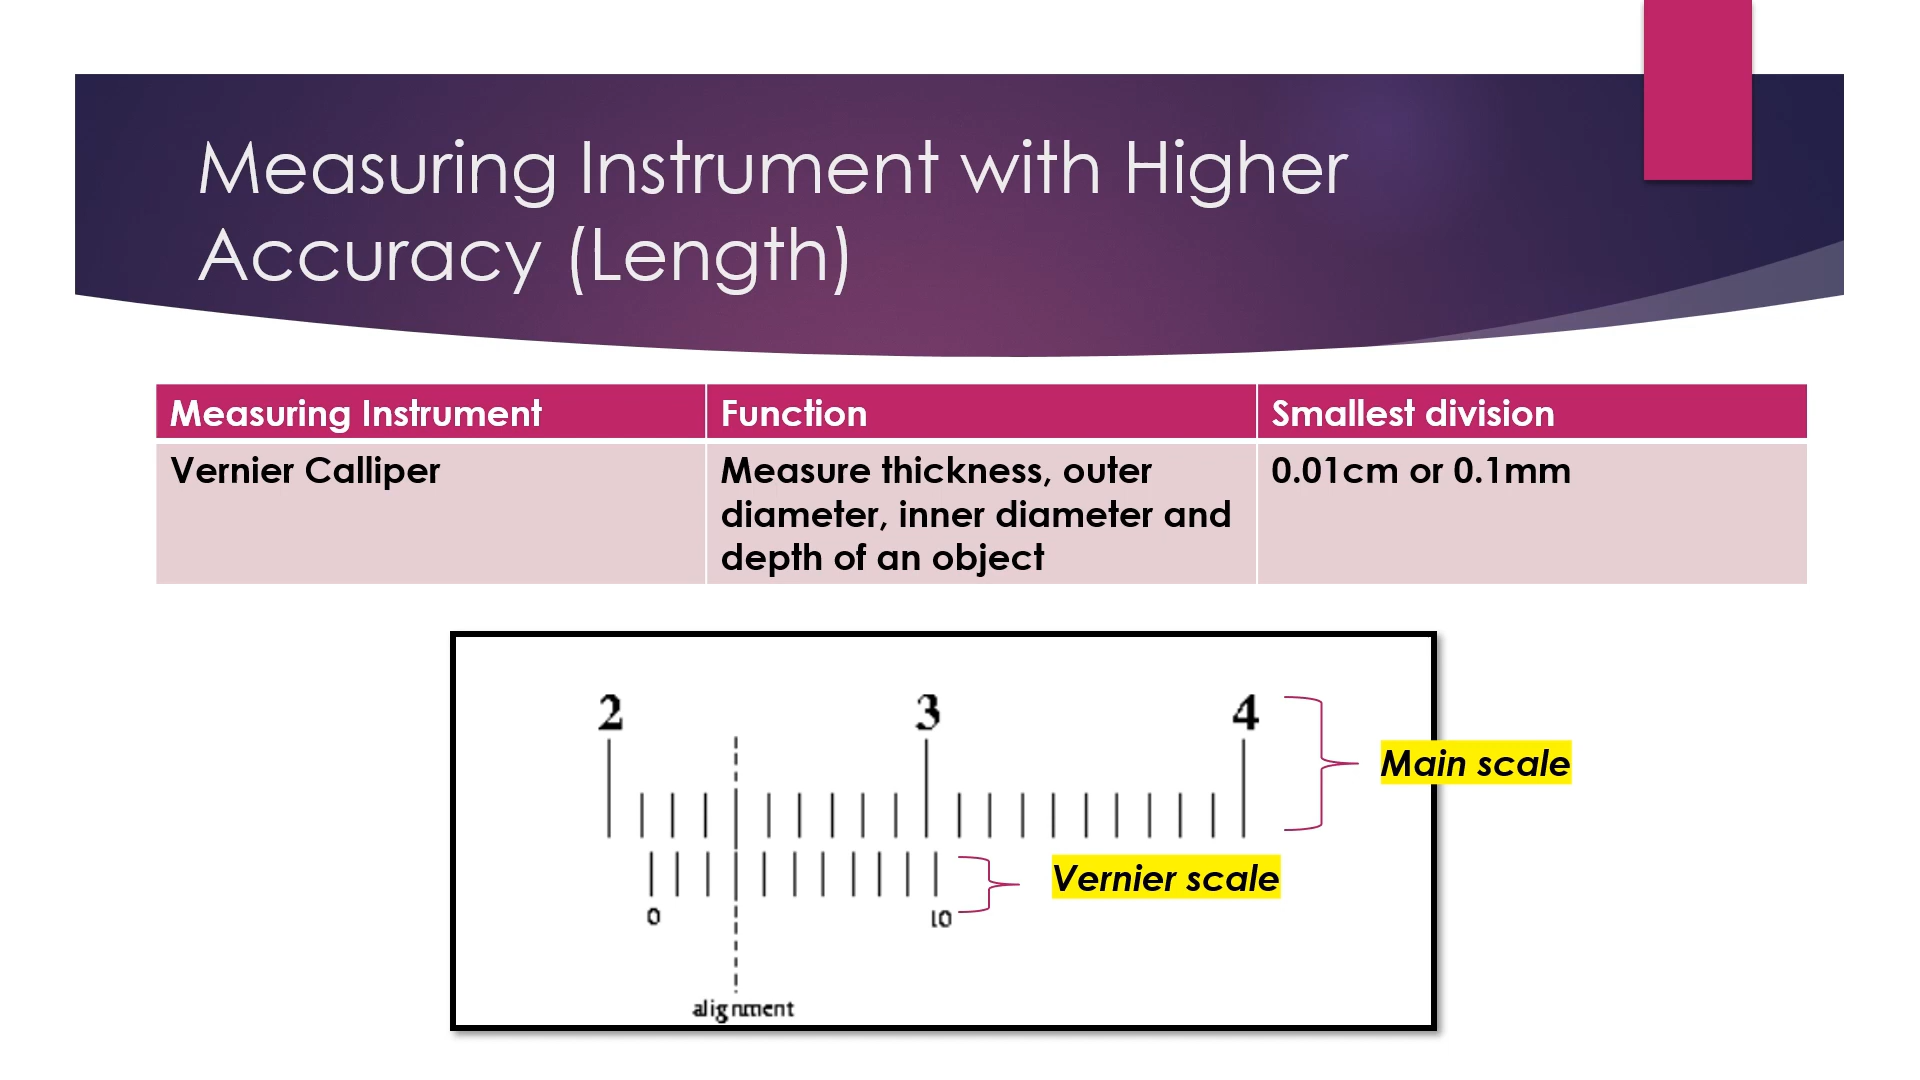 Measuring Instrument with Higher
Accuracy (Length)
Measuring Instrument
Function
Smallest division
Vernier Calliper
Measure thickness, outer
diameter, inner diameter and
depth of an object
0.01cm or 0.1mm
2
3
4
Main scale
Vernier scale
0
10
alignment